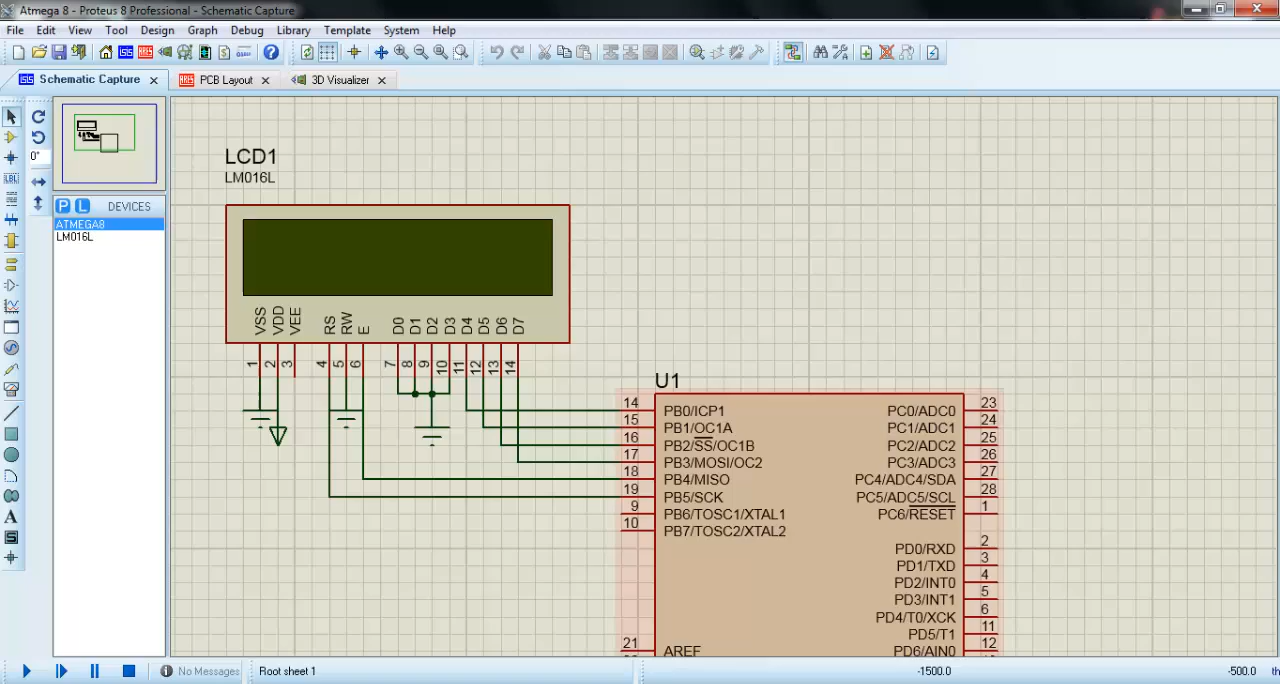 Atmega 8 - Proteus 8 Professional - Schematic Capture
File Edit View Tool Design Graph Debug Library Template System Help
Schematic Capture PCB Layout 3D Visualizer
0°
LBL
P L DEVICES
ATMEGA8
LM016L
A
S
LCD1
LM016L
VSS VDD VEE RS RW E D0 D1 D2 D3 D4 D5 D6 D7
1 2 3 4 5 6 7 8 9 10 11 12 13 14
U1
14 PB0/ICP1 PC0/ADC0 23
15 PB1/OC1A PC1/ADC1 24
16 PB2/SS/OC1B PC2/ADC2 25
17 PB3/MOSI/OC2 PC3/ADC3 26
18 PB4/MISO PC4/ADC4/SDA 27
19 PB5/SCK PC5/ADC5/SCL 28
9 PB6/TOSC1/XTAL1 PC6/RESET 1
10 PB7/TOSC2/XTAL2
PD0/RXD 2
PD1/TXD 3
PD2/INT0 4
PD3/INT1 5
PD4/T0/XCK 6
PD5/T1 11
21 AREF PD6/AIN0 12
No Messages Root sheet 1 -1500.0 -500.0 th